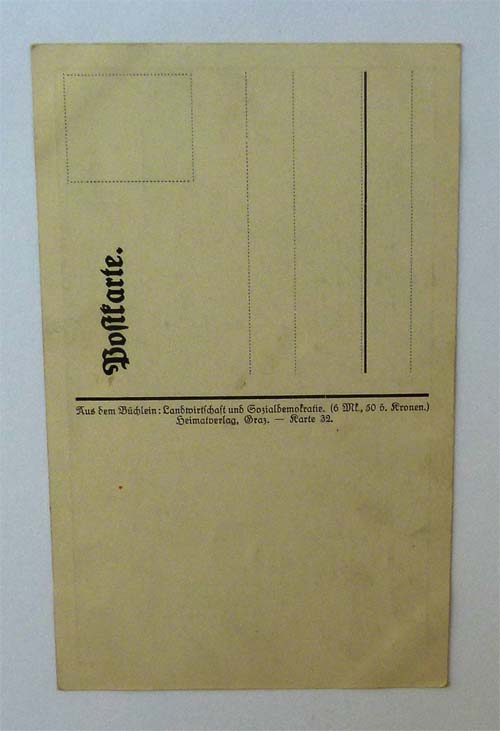 Postkarte.
Aus dem Büchlein: Landwirtschaft und Sozialdemokratie. (6 Mk., 50 ö. Kronen.)
Heimatverlag, Graz. — Karte 32.